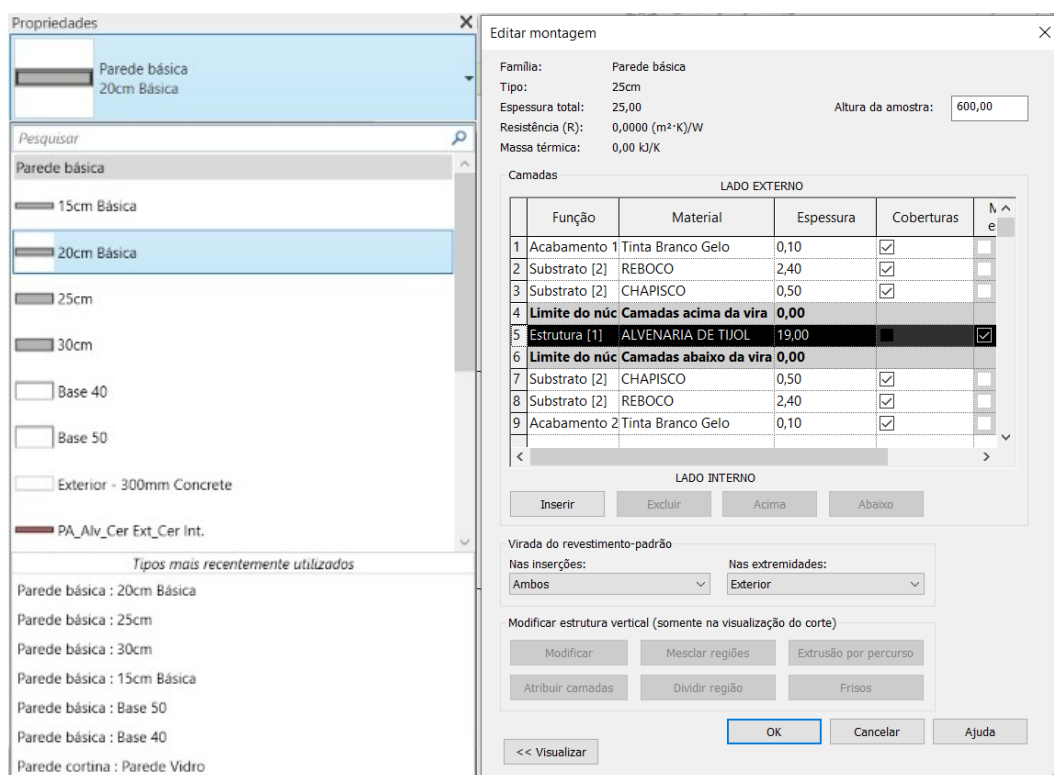 Propriedades
Parede básica
20cm Básica
Pesquisar
Parede básica
15cm Básica
20cm Básica
25cm
30cm
Base 40
Base 50
Exterior - 300mm Concrete
PA_Alv_Cer Ext_Cer Int.
Tipos mais recentemente utilizados
Parede básica : 20cm Básica
Parede básica : 25cm
Parede básica : 30cm
Parede básica : 15cm Básica
Parede básica : Base 50
Parede básica : Base 40
Parede cortina : Parede Vidro
Editar montagem
Família: Parede básica
Tipo: 25cm
Espessura total: 25,00 Altura da amostra: 600,00
Resistência (R): 0,0000 (m²·K)/W
Massa térmica: 0,00 kJ/K
Camadas
LADO EXTERNO
Função Material Espessura Coberturas
1 Acabamento 1 Tinta Branco Gelo 0,10
2 Substrato [2] REBOCO 2,40
3 Substrato [2] CHAPISCO 0,50
4 Limite do núc Camadas acima da vira 0,00
5 Estrutura [1] ALVENARIA DE TIJOL 19,00
6 Limite do núc Camadas abaixo da vira 0,00
7 Substrato [2] CHAPISCO 0,50
8 Substrato [2] REBOCO 2,40
9 Acabamento 2 Tinta Branco Gelo 0,10
LADO INTERNO
Inserir Excluir Acima Abaixo
Virada do revestimento-padrão
Nas inserções: Nas extremidades:
Ambos Exterior
Modificar estrutura vertical (somente na visualização do corte)
Modificar Mesclar regiões Extrusão por percurso
Atribuir camadas Dividir região Frisos
OK Cancelar Ajuda
<< Visualizar